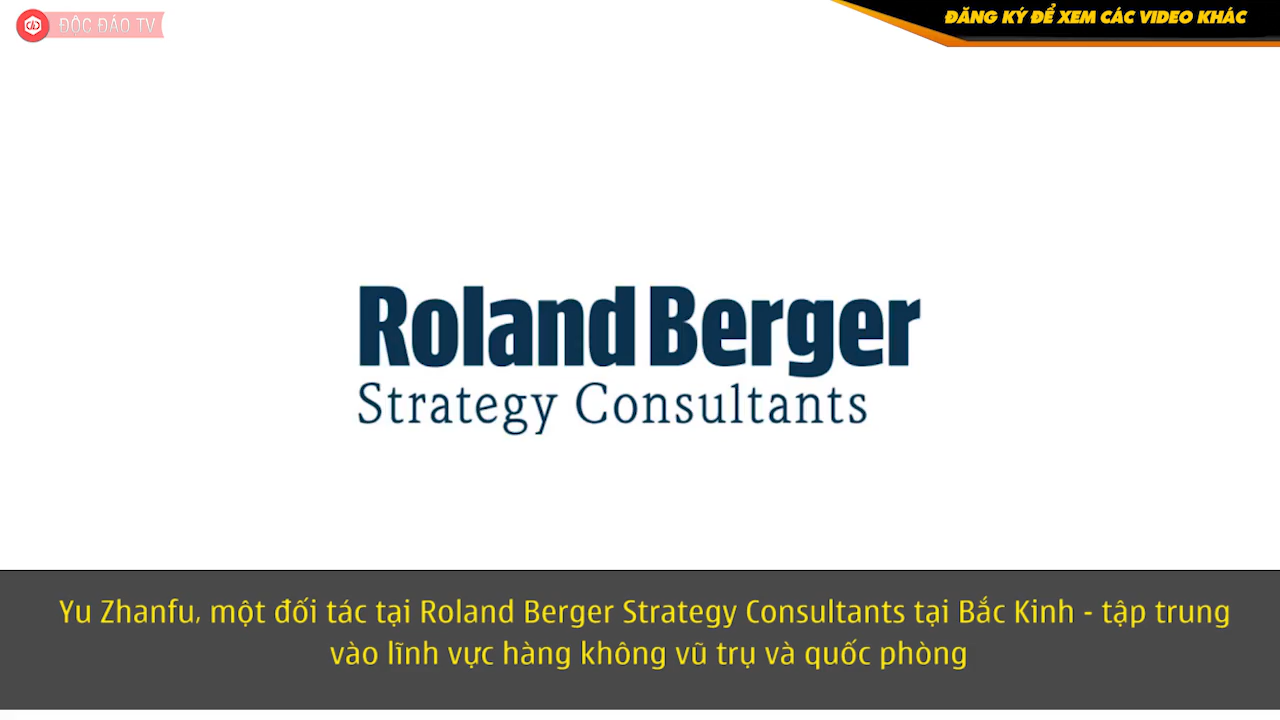 ĐỘC ĐÁO TV
ĐĂNG KÝ ĐỂ XEM CÁC VIDEO KHÁC
Roland Berger
Strategy Consultants
Yu Zhanfu, một đối tác tại Roland Berger Strategy Consultants tại Bắc Kinh - tập trung
vào lĩnh vực hàng không vũ trụ và quốc phòng